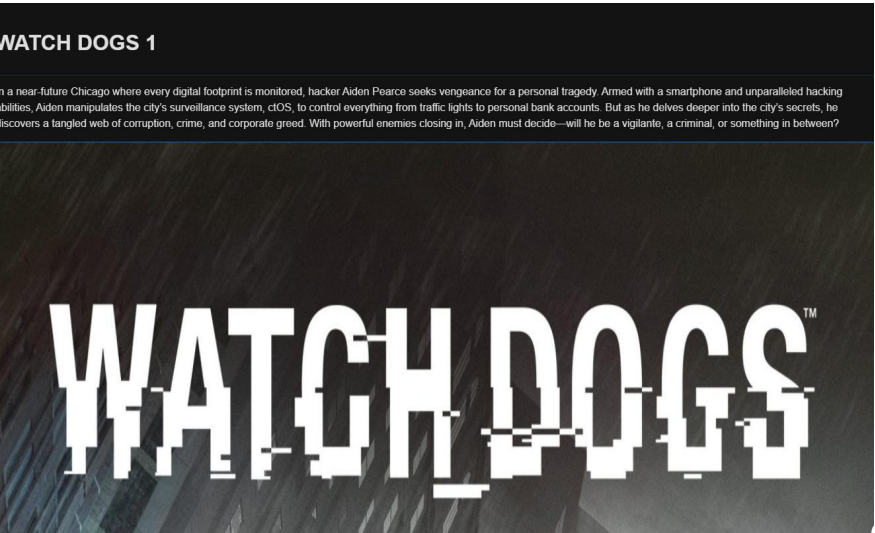 WATCH DOGS 1
n a near-future Chicago where every digital footprint is monitored, hacker Aiden Pearce seeks vengeance for a personal tragedy. Armed with a smartphone and unparalleled hacking
abilities, Aiden manipulates the city's surveillance system, ctOS, to control everything from traffic lights to personal bank accounts. But as he delves deeper into the city's secrets, he
discovers a tangled web of corruption, crime, and corporate greed. With powerful enemies closing in, Aiden must decide—will he be a vigilante, a criminal, or something in between?
WATCH_DOGS™